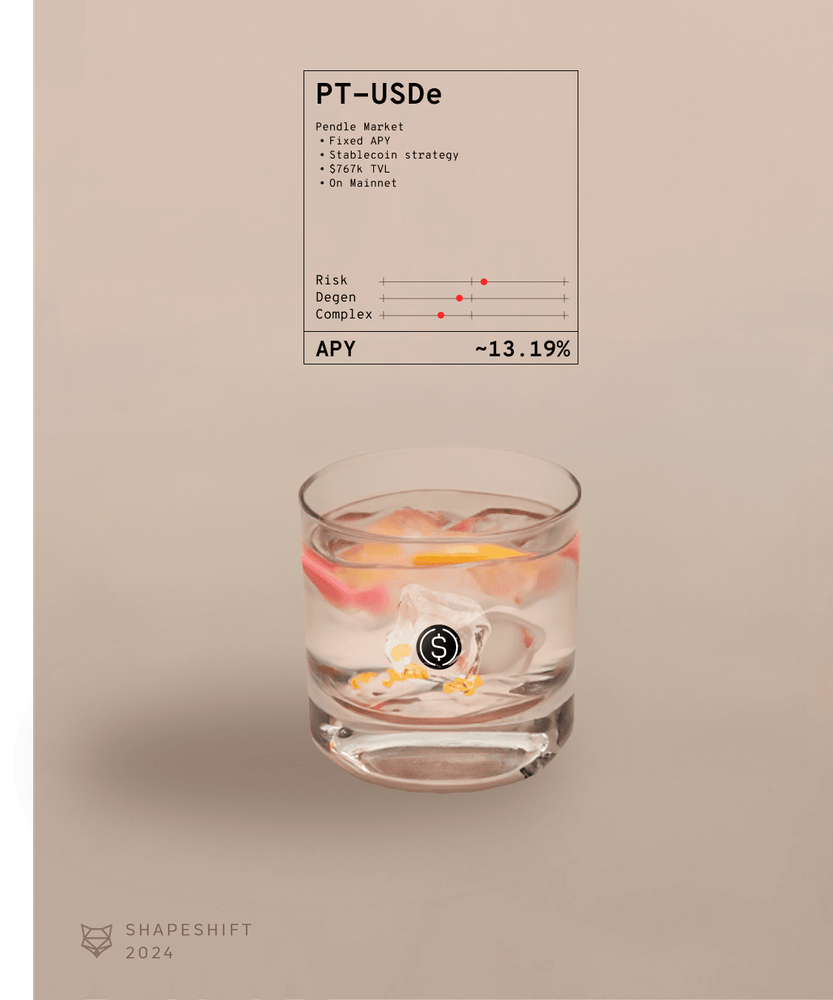 PT-USDe
Pendle Market
• Fixed APY
• Stablecoin strategy
• $767k TVL
• On Mainnet
Risk
Degen
Complex
APY ~13.19%
$
SHAPESHIFT
2024